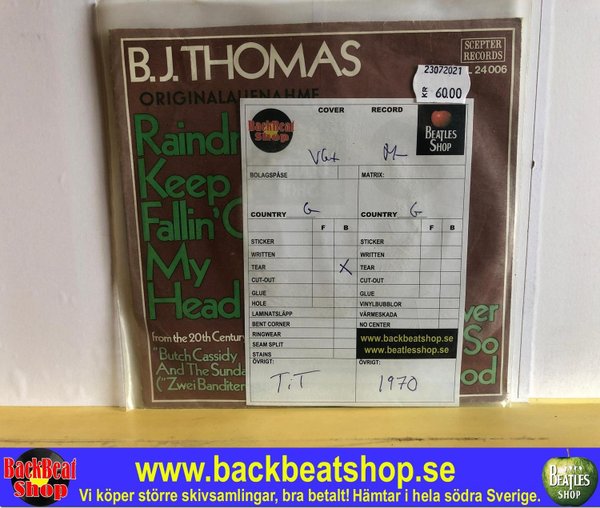 B.J.THOMAS
SCEPTER
RECORDS
L 24 006
23072021
KR 60.00
ORIGINALAUFNAHME
Raindr
Keep
Fallin'
My
Head
from the 20th Century
"Butch Cassidy
And The Sunda
("Zwei Banditen
ver
So
ood
BackBeat
Shop
COVER
RECORD
BEATLES
SHOP
VG+
M-
BOLAGSPÅSE
MATRIX:
COUNTRY G
COUNTRY G
F B
F B
STICKER
STICKER
WRITTEN
WRITTEN
TEAR X
TEAR
CUT-OUT
CUT-OUT
GLUE
GLUE
HOLE
VINYLBUBBLOR
LAMINATSLÄPP
VÄRMESKADA
BENT CORNER
NO CENTER
RINGWEAR
www.backbeatshop.se
SEAM SPLIT
www.beatlesshop.se
STAINS
ÖVRIGT:
ÖVRIGT:
TiT
1970
BackBeat
Shop
www.backbeatshop.se
Vi köper större skivsamlingar, bra betalt! Hämtar i hela södra Sverige.
BEATLES
SHOP